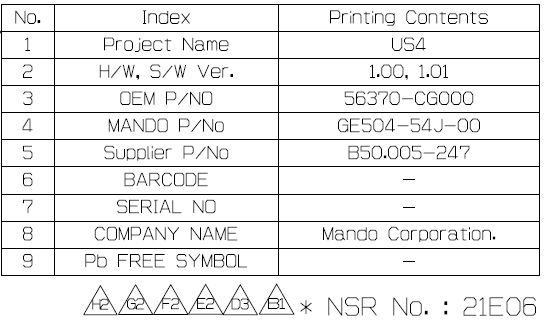 No. Index Printing Contents
1 Project Name US4
2 H/W, S/W Ver. 1.00, 1.01
3 OEM P/NO 56370-CG000
4 MANDO P/No GE504-54J-00
5 Supplier P/No B50.005-247
6 BARCODE -
7 SERIAL NO -
8 COMPANY NAME Mando Corporation.
9 Pb FREE SYMBOL -
H2 G2 F2 E2 D3 B1 * NSR No. : 21E06